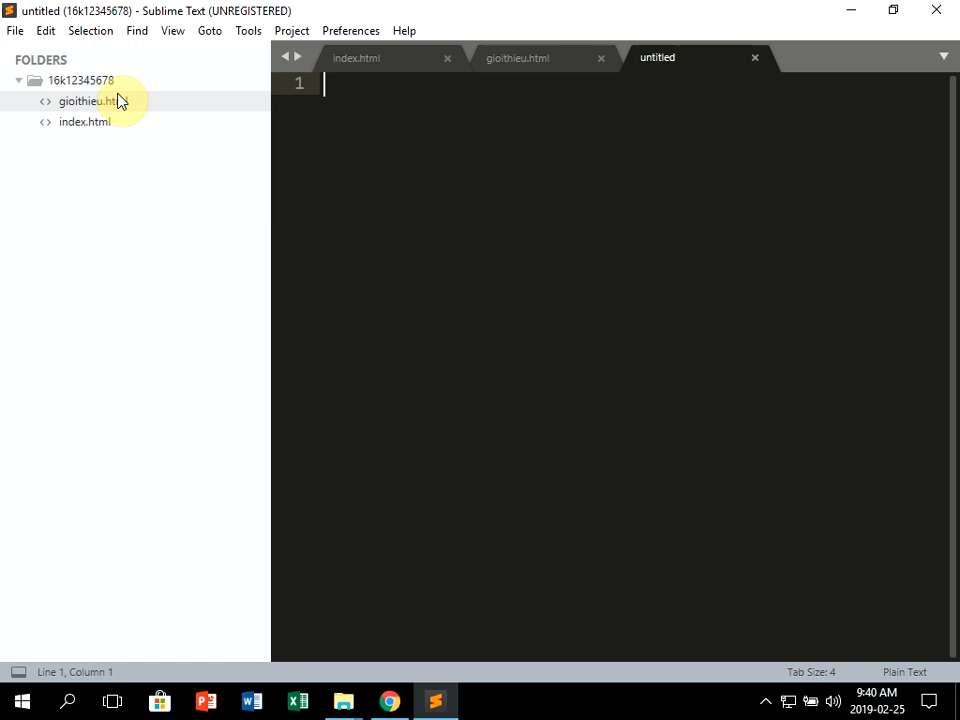 untitled (16k12345678) - Sublime Text (UNREGISTERED)
File Edit Selection Find View Goto Tools Project Preferences Help
FOLDERS
16k12345678
gioithieu.html
index.html
index.html gioithieu.html untitled
1
Line 1, Column 1 Tab Size: 4 Plain Text
9:40 AM
2019-02-25